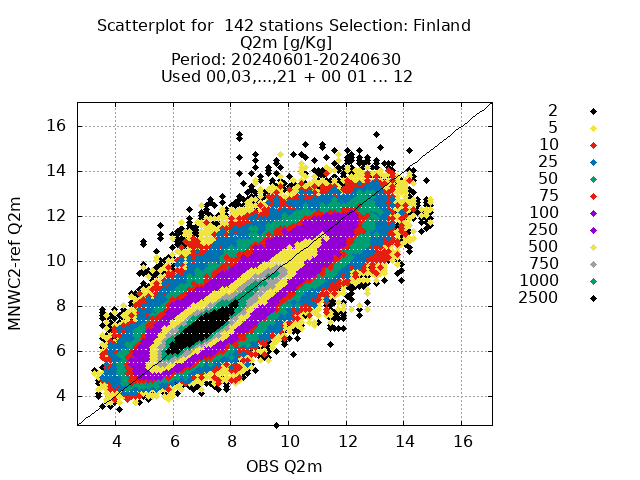 Scatterplot for  142 stations Selection: Finland
Q2m [g/Kg]
Period: 20240601-20240630
Used 00,03,...,21 + 00 01 ... 12
MNWC2-ref Q2m
16
14
12
10
8
6
4
4 6 8 10 12 14 16
OBS Q2m
2
5
10
25
50
75
100
250
500
750
1000
2500